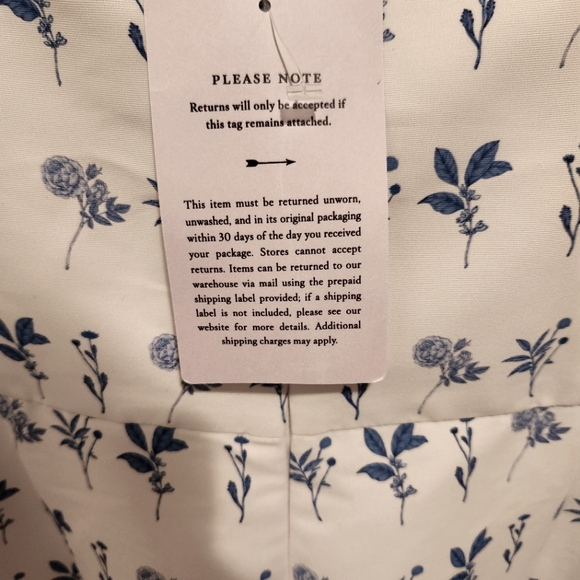 PLEASE NOTE
Returns will only be accepted if
this tag remains attached.
This item must be returned unworn,
unwashed, and in its original packaging
within 30 days of the day you received
your package. Stores cannot accept
returns. Items can be returned to our
warehouse via mail using the prepaid
shipping label provided; if a shipping
label is not included, please see our
website for more details. Additional
shipping charges may apply.